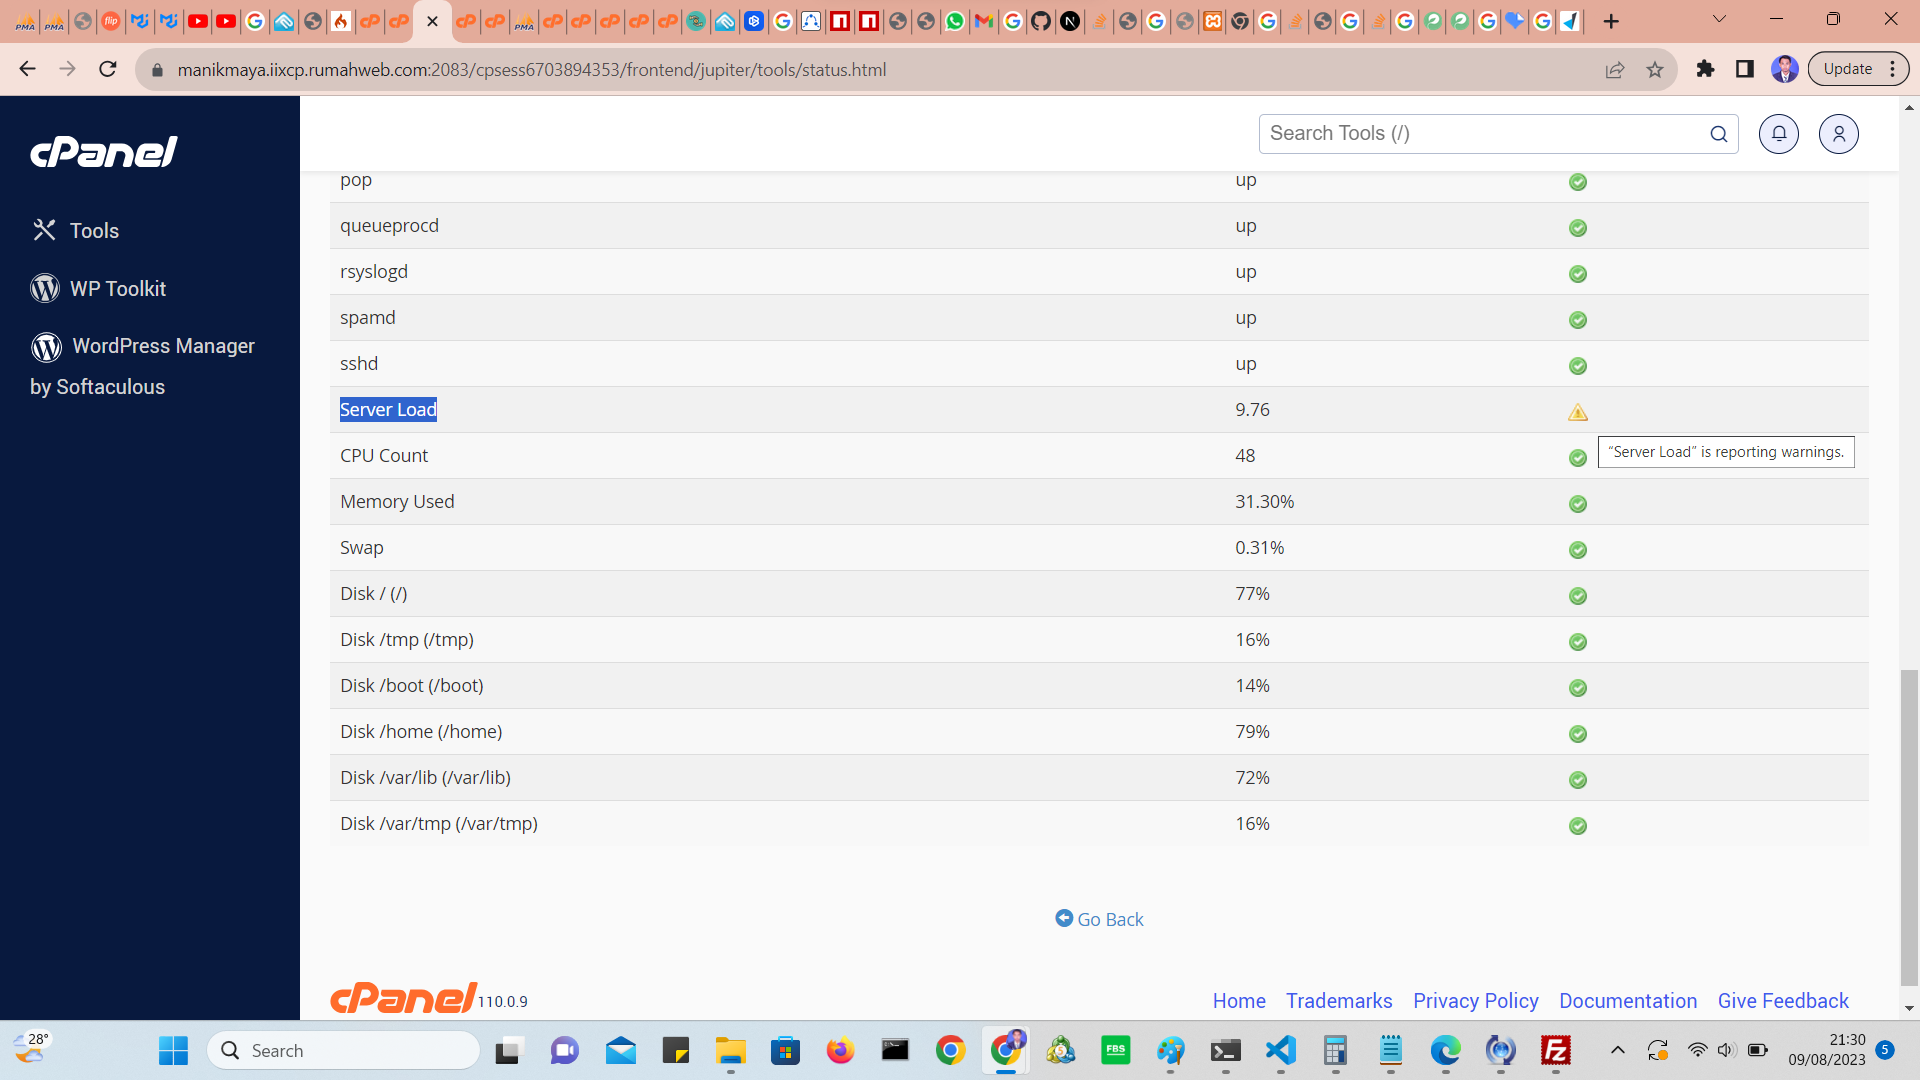 manikmaya.iixcp.rumahweb.com:2083/cpsess6703894353/frontend/jupiter/tools/status.html
Update
cPanel
Search Tools (/)
Tools
WP Toolkit
WordPress Manager
by Softaculous
pop up
queueprocd up
rsyslogd up
spamd up
sshd up
Server Load 9.76
CPU Count 48
"Server Load" is reporting warnings.
Memory Used 31.30%
Swap 0.31%
Disk / (/) 77%
Disk /tmp (/tmp) 16%
Disk /boot (/boot) 14%
Disk /home (/home) 79%
Disk /var/lib (/var/lib) 72%
Disk /var/tmp (/var/tmp) 16%
Go Back
cPanel 110.0.9
Home Trademarks Privacy Policy Documentation Give Feedback
28°
Search
FBS
21:30
09/08/2023
5